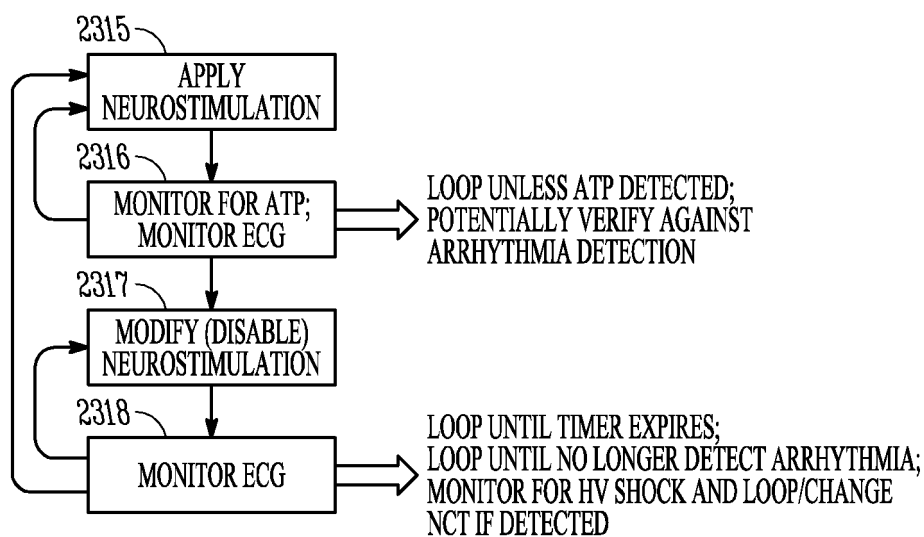 2315
APPLY
NEUROSTIMULATION
2316
MONITOR FOR ATP;
MONITOR ECG
LOOP UNLESS ATP DETECTED;
POTENTIALLY VERIFY AGAINST
ARRHYTHMIA DETECTION
2317
MODIFY (DISABLE)
NEUROSTIMULATION
2318
MONITOR ECG
LOOP UNTIL TIMER EXPIRES;
LOOP UNTIL NO LONGER DETECT ARRHYTHMIA;
MONITOR FOR HV SHOCK AND LOOP/CHANGE
NCT IF DETECTED